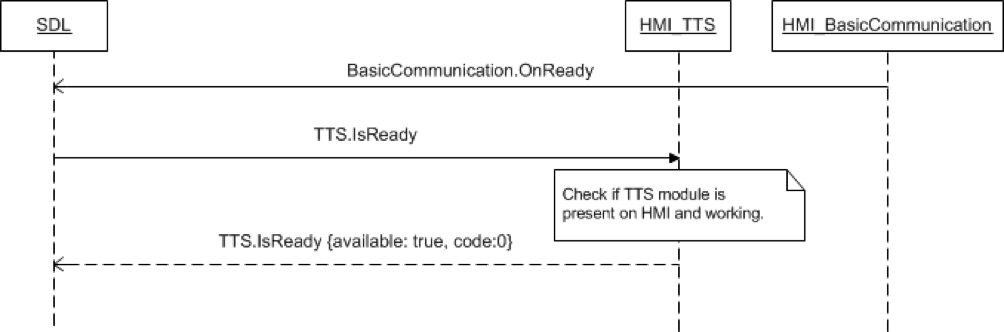 SDL
HMI_TTS
HMI_BasicCommunication
BasicCommunication.OnReady
TTS.IsReady
Check if TTS module is
present on HMI and working.
TTS.IsReady {available: true, code:0}